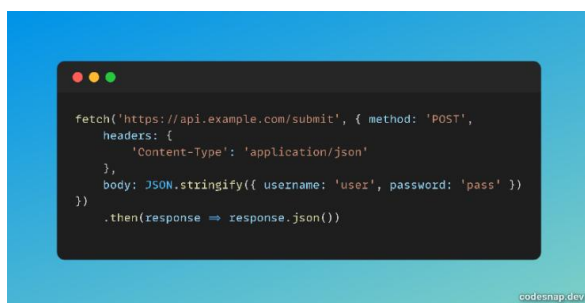 fetch('https://api.example.com/submit', { method: 'POST',
    headers: {
        'Content-Type': 'application/json'
    },
    body: JSON.stringify({ username: 'user', password: 'pass' })
})
    .then(response ⇒ response.json())
codesnap.dev